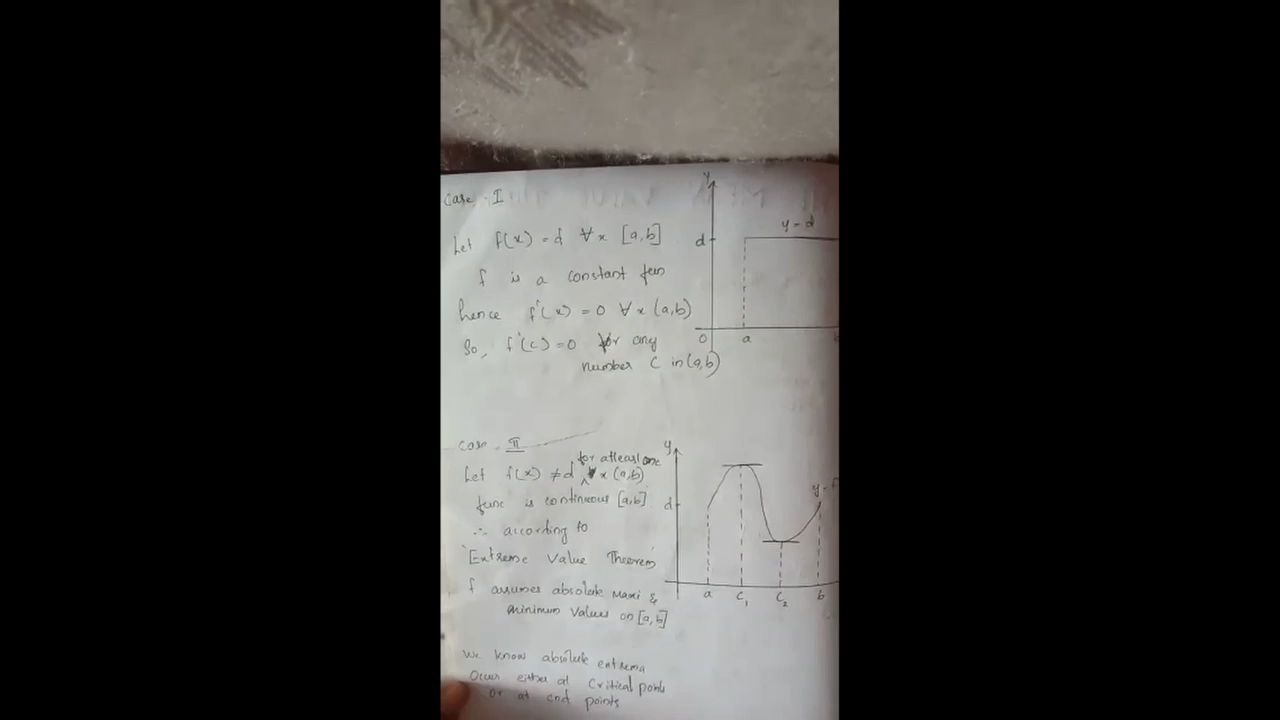 Case - I
Let f(x) = d ∀ x [a,b]
f is a constant fun
hence f'(x) = 0 ∀ x (a,b)
So, f'(c) = 0 for any
number C in (a,b)
y
y = d
d
0 a
Case - II
for atleast one
Let f(x) ≠ d x (a,b)
func is continuous [a,b]
∴ according to
'Extreme Value Theorem'
f assumes absolute maxi &
minimum values on [a,b]
We know absolute extrema
Occur either at critical points
Or at end points
y
d
y = f
a C₁ C₂ b